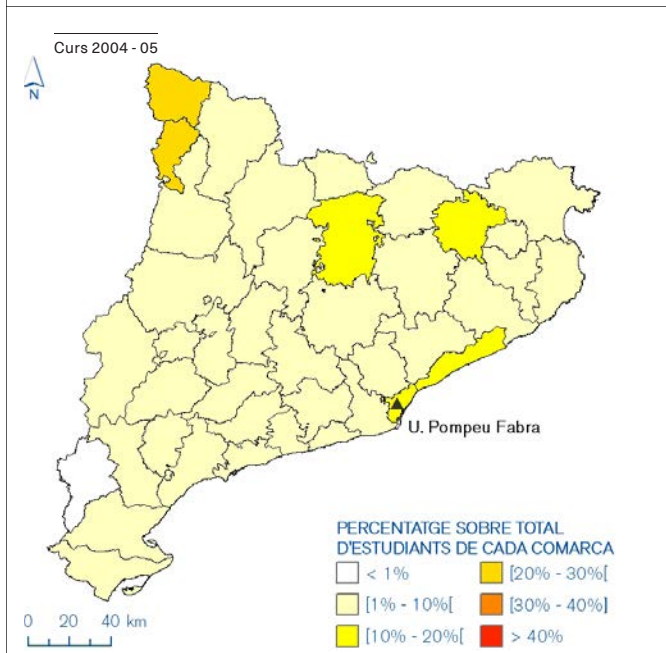 Curs 2004 - 05
N
U. Pompeu Fabra
PERCENTATGE SOBRE TOTAL
D'ESTUDIANTS DE CADA COMARCA
< 1%
[20% - 30%[
[1% - 10%[
[30% - 40%]
[10% - 20%[
> 40%
0 20 40 km